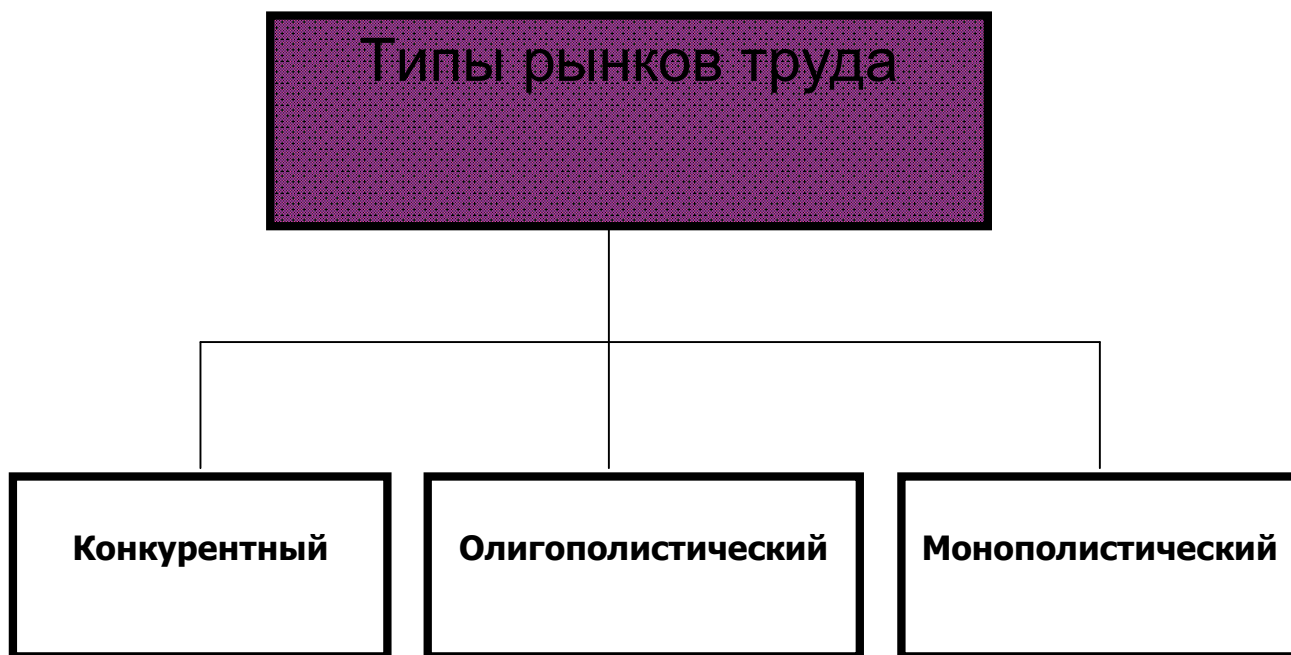 Типы рынков труда
Конкурентный
Олигополистический
Монополистический